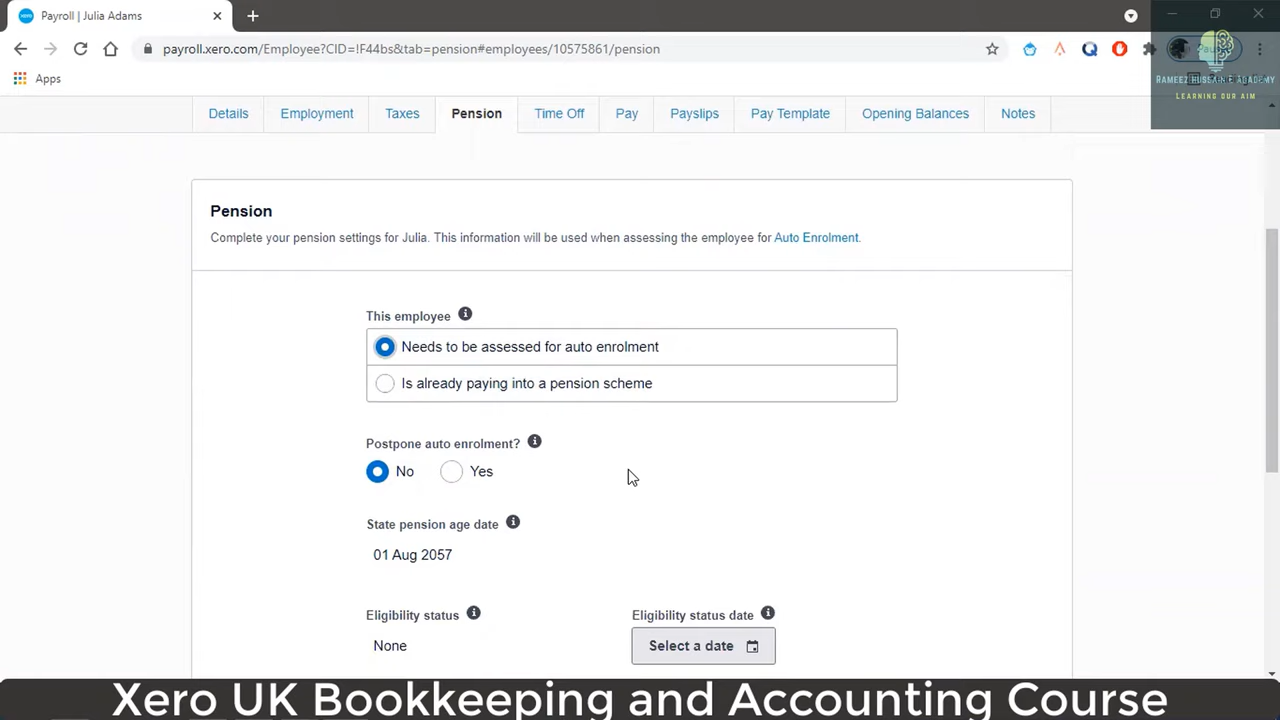 Payroll | Julia Adams
payroll.xero.com/Employee?CID=!F44bs&tab=pension#employees/10575861/pension
Apps
RAMEEZ HUSSAIN E ACADEMY
LEARNING OUR AIM
Details Employment Taxes Pension Time Off Pay Payslips Pay Template Opening Balances Notes
Pension
Complete your pension settings for Julia. This information will be used when assessing the employee for Auto Enrolment.
This employee
Needs to be assessed for auto enrolment
Is already paying into a pension scheme
Postpone auto enrolment?
No Yes
State pension age date
01 Aug 2057
Eligibility status Eligibility status date
None Select a date
Xero UK Bookkeeping and Accounting Course